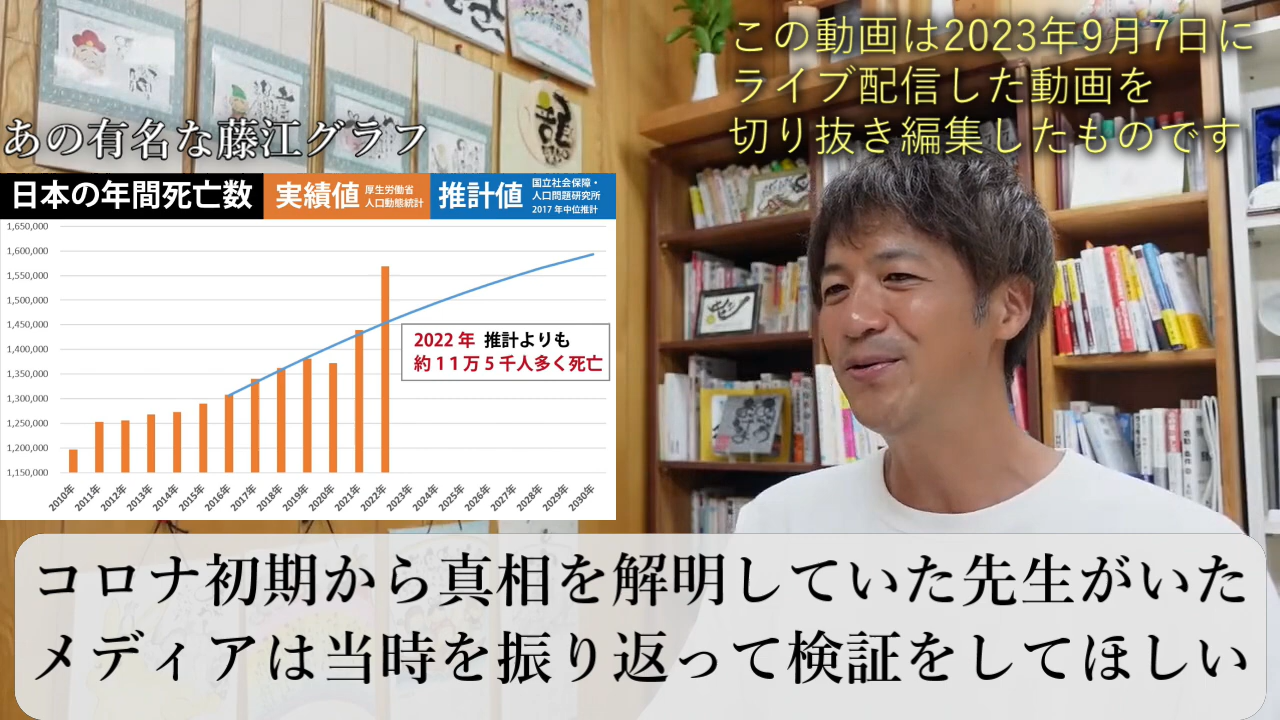 この動画は2023年9月7日に
ライブ配信した動画を
切り抜き編集したものです
あの有名な藤江グラフ
日本の年間死亡数
実績値 厚生労働省
人口動態統計
推計値 国立社会保障・
人口問題研究所
2017年中位推計
1,650,000
1,600,000
1,550,000
1,500,000
1,450,000
1,400,000
1,350,000
1,300,000
1,250,000
1,200,000
1,150,000
2022年 推計よりも
約11万5千人多く死亡
2010年 2011年 2012年 2013年 2014年 2015年 2016年 2017年 2018年 2019年 2020年 2021年 2022年 2023年 2024年 2025年 2026年 2027年 2028年 2029年 2030年
コロナ初期から真相を解明していた先生がいた
メディアは当時を振り返って検証をしてほしい